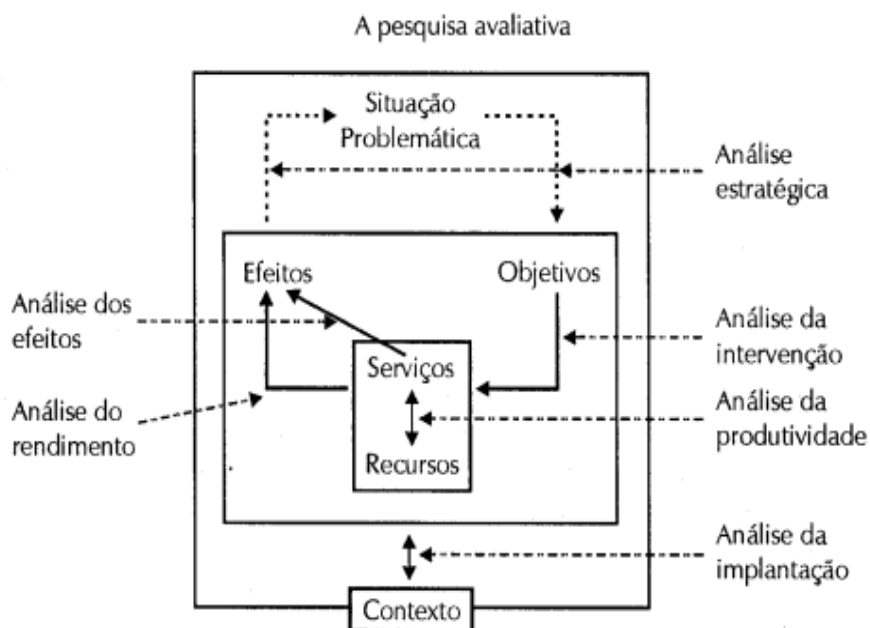 A pesquisa avaliativa
Situação
Problemática
Análise
estratégica
Efeitos
Objetivos
Análise dos
efeitos
Análise da
intervenção
Serviços
Análise do
rendimento
Análise da
produtividade
Recursos
Análise da
implantação
Contexto